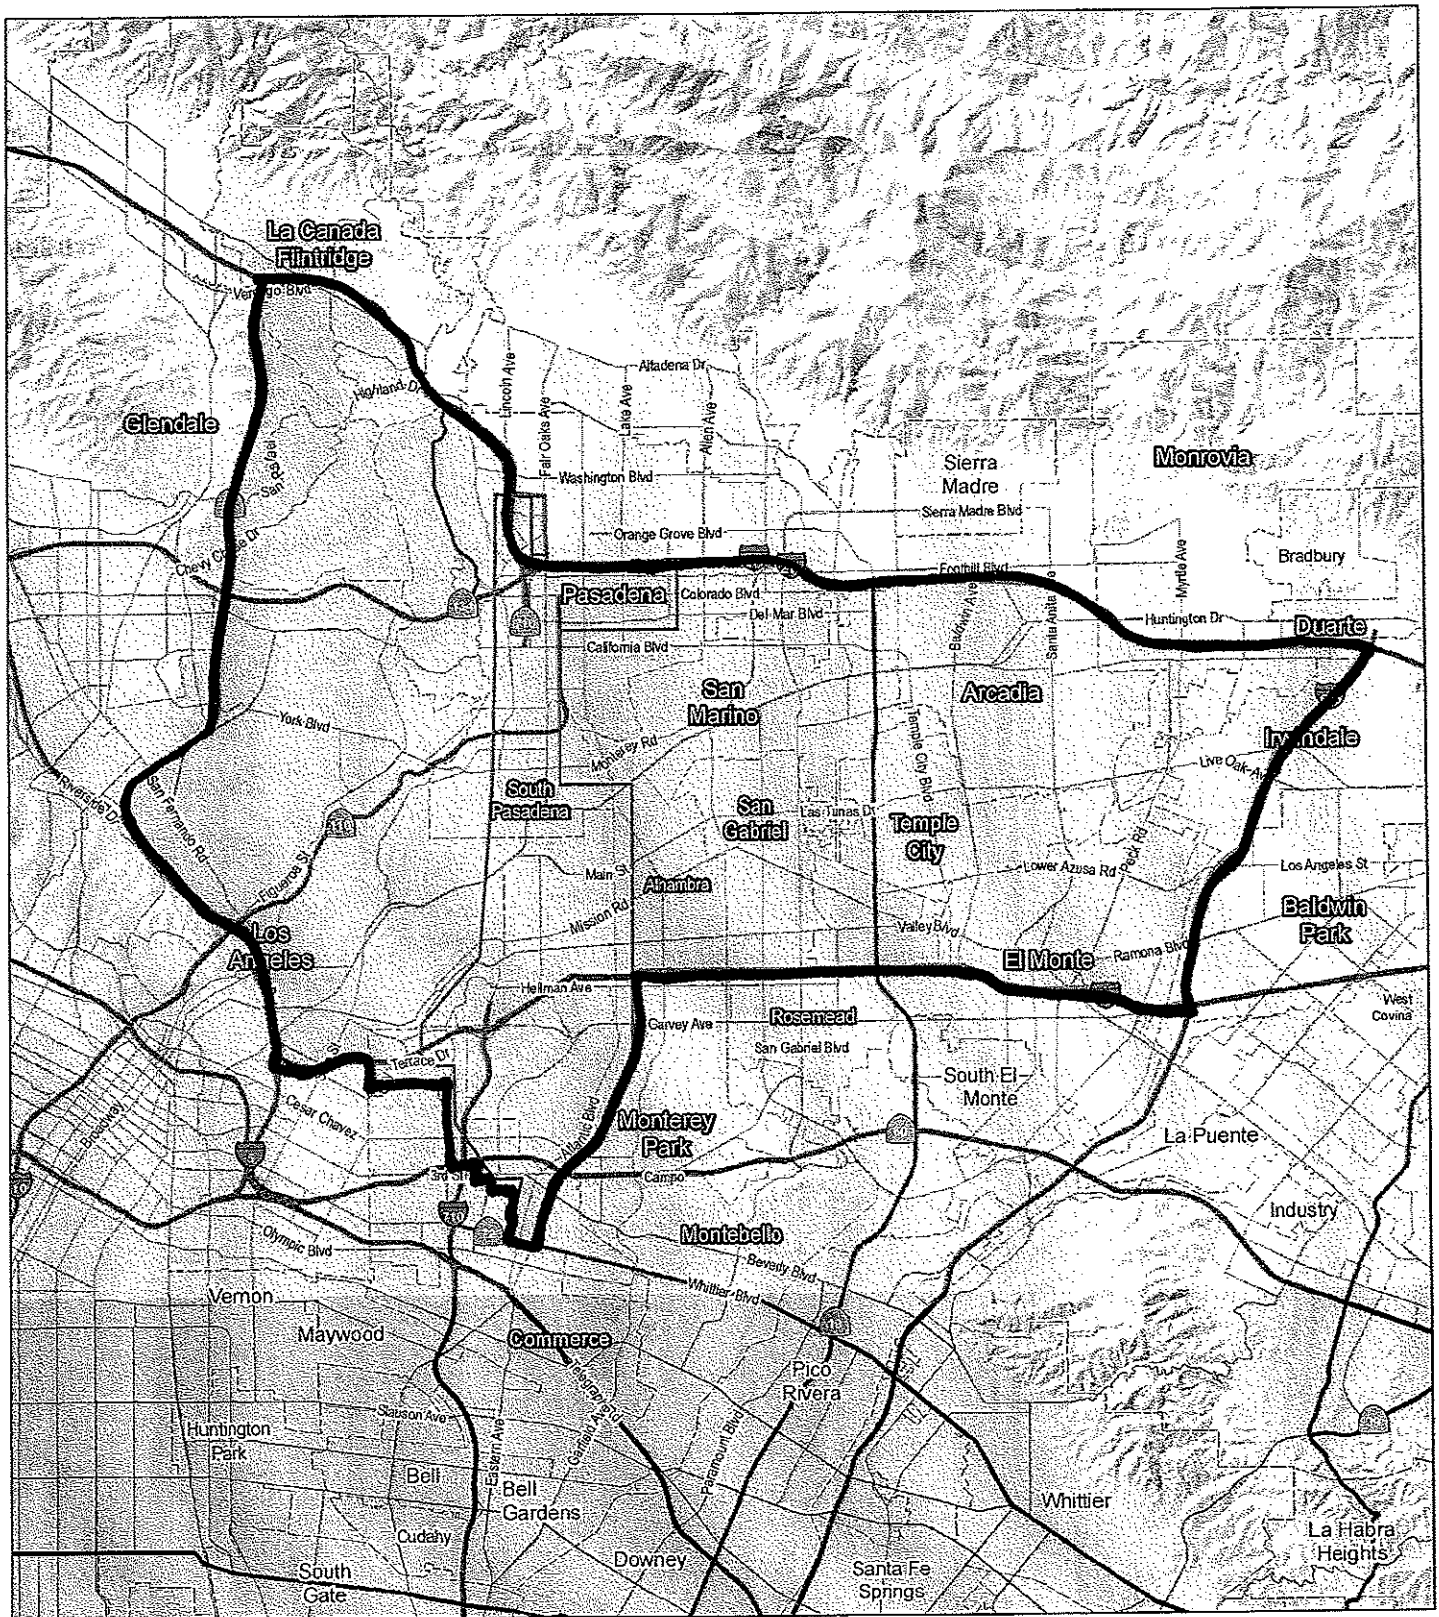 La Canada
Flintridge
Verdugo Blvd
Altadena Dr
Lincoln Ave
Highland Dr
Lake Ave
Fair Oaks Ave
Allen Ave
Glendale
Monrovia
Sierra
Madre
San Rafael
Washington Blvd
Sierra Madre Blvd
Orange Grove Blvd
Chevy Chase Dr
Myrtle Ave
Bradbury
Foothill Blvd
Pasadena
Colorado Blvd
Del Mar Blvd
Baldwin Ave
Santa Anita Ave
Huntington Dr
Duarte
California Blvd
San
Marino
Arcadia
York Blvd
Temple City Blvd
Irwindale
Monterey Rd
Live Oak Av
Riverside Dr
San Fernando Rd
South
Pasadena
San
Gabriel
Las Tunas Dr
Temple
City
Peck Rd
Lower Azusa Rd
Los Angeles St
Figueroa St
Main St
Alhambra
Mission Rd
Baldwin
Park
Los
Angeles
Valley Blvd
El Monte
Ramona Blvd
Hellman Ave
West
Covina
Garvey Ave
Rosemead
San Gabriel Blvd
Terrace Dr
South El
Monte
Cesar Chavez
Broadway
Atlantic Blvd
Monterey
Park
La Puente
3rd St
Campo
Industry
Olympic Blvd
Montebello
Beverly Blvd
Whittier Blvd
Vernon
Maywood
Commerce
Telegraph Rd
Pico
Rivera
Slauson Ave
Garfield Ave
Paramount Blvd
Eastern Ave
Huntington
Park
Bell
Bell
Gardens
Whittier
Cudahy
La Habra
Heights
Downey
Santa Fe
Springs
South
Gate